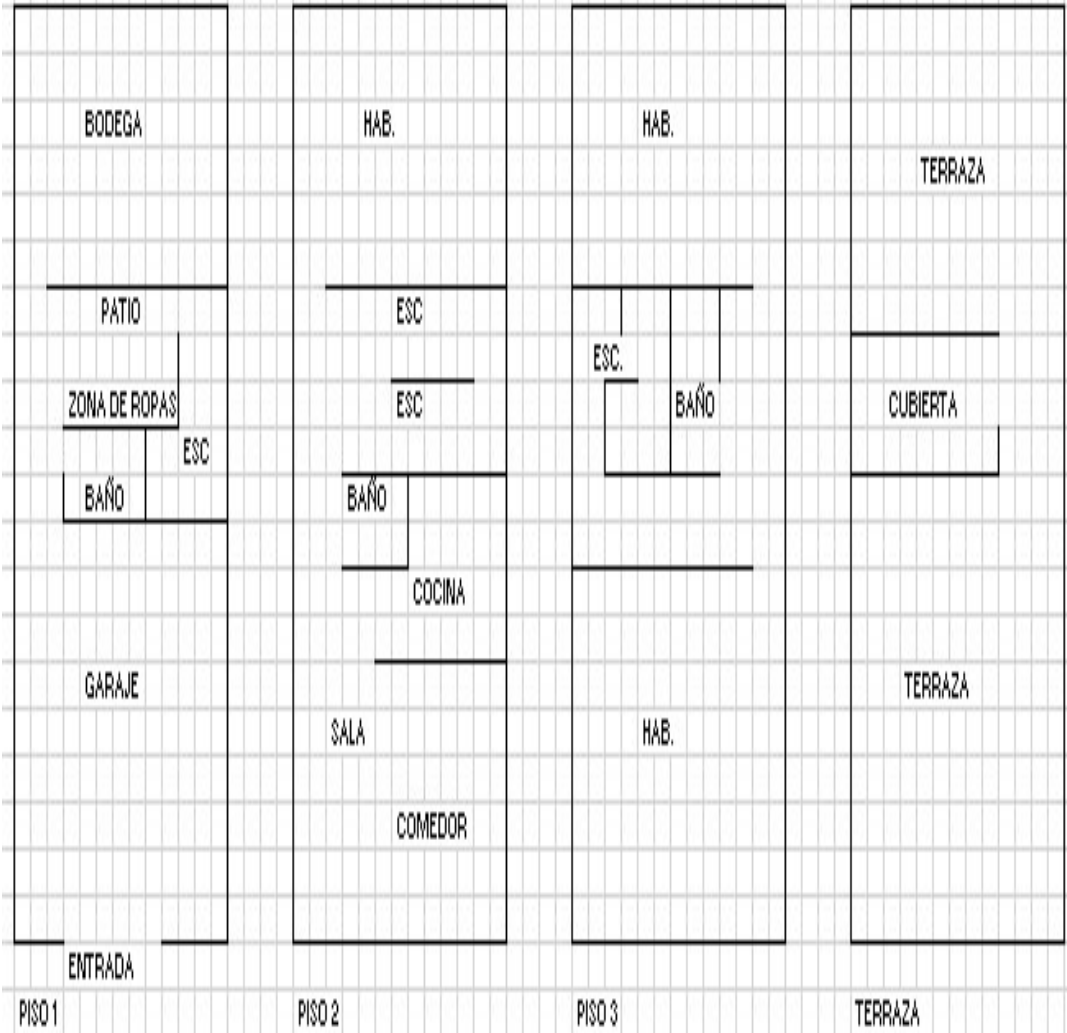 BODEGA
PATIO
ZONA DE ROPAS
ESC
BAÑO
GARAJE
ENTRADA
PISO 1
HAB.
ESC
ESC
BAÑO
COCINA
SALA
COMEDOR
PISO 2
HAB.
ESC.
BAÑO
HAB.
PISO 3
TERRAZA
CUBIERTA
TERRAZA
TERRAZA